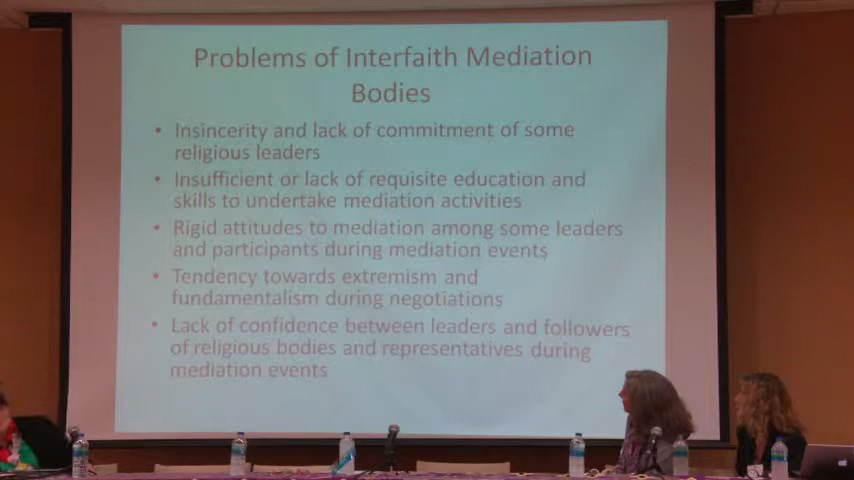 Problems of Interfaith Mediation
Bodies
• Insincerity and lack of commitment of some
religious leaders
• Insufficient or lack of requisite education and
skills to undertake mediation activities
• Rigid attitudes to mediation among some leaders
and participants during mediation events
• Tendency towards extremism and
fundamentalism during negotiations
• Lack of confidence between leaders and followers
of religious bodies and representatives during
mediation events